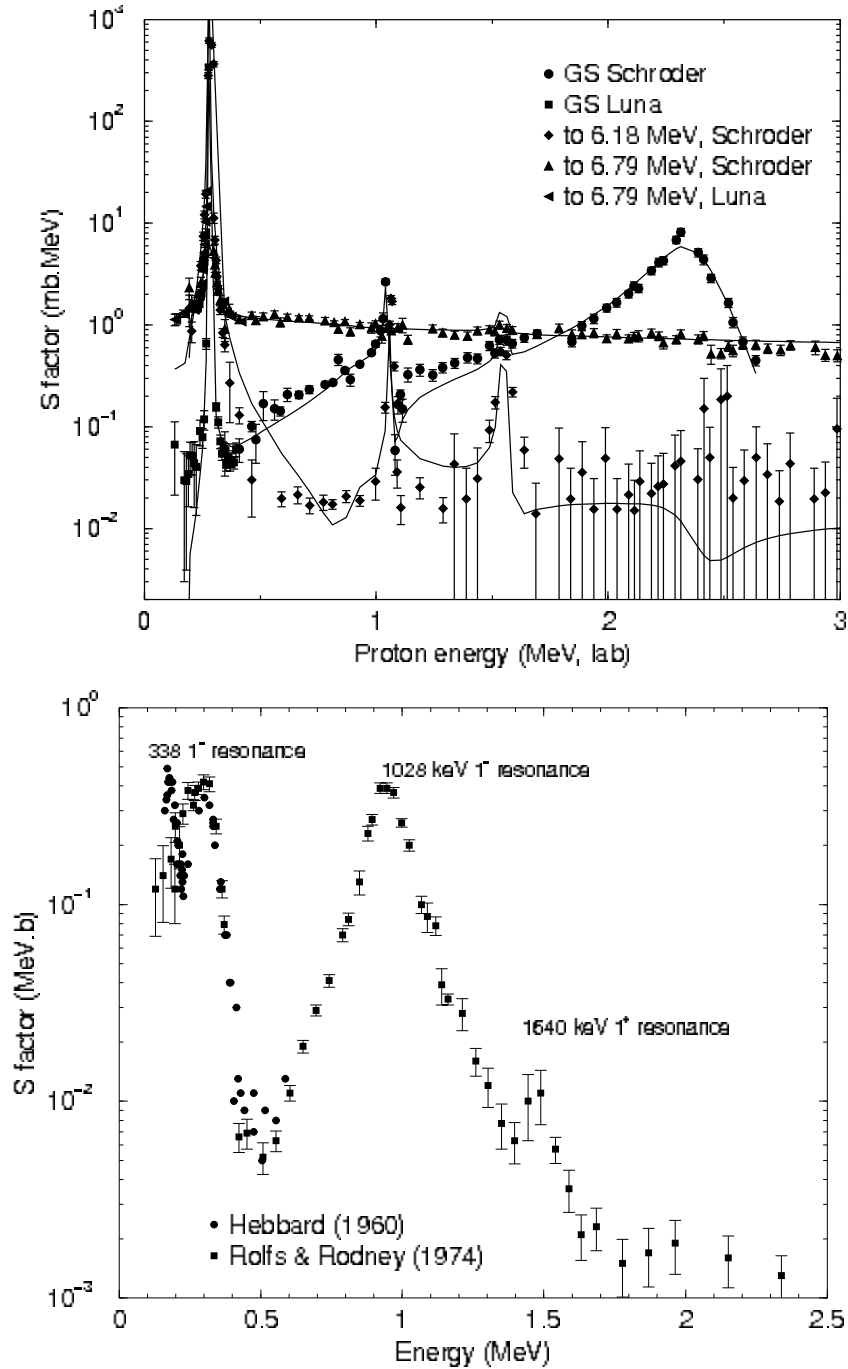 10³
10²
10¹
10⁰
10⁻¹
10⁻²
S factor (mb.MeV)
GS Schroder
GS Luna
to 6.18 MeV, Schroder
to 6.79 MeV, Schroder
to 6.79 MeV, Luna
0 1 2 3
Proton energy (MeV, lab)
10⁰
10⁻¹
10⁻²
10⁻³
S factor (MeV.b)
338 1⁻ resonance
1028 keV 1⁻ resonance
1640 keV 1⁺ resonance
Hebbard (1960)
Rolfs & Rodney (1974)
0 0.5 1 1.5 2 2.5
Energy (MeV)